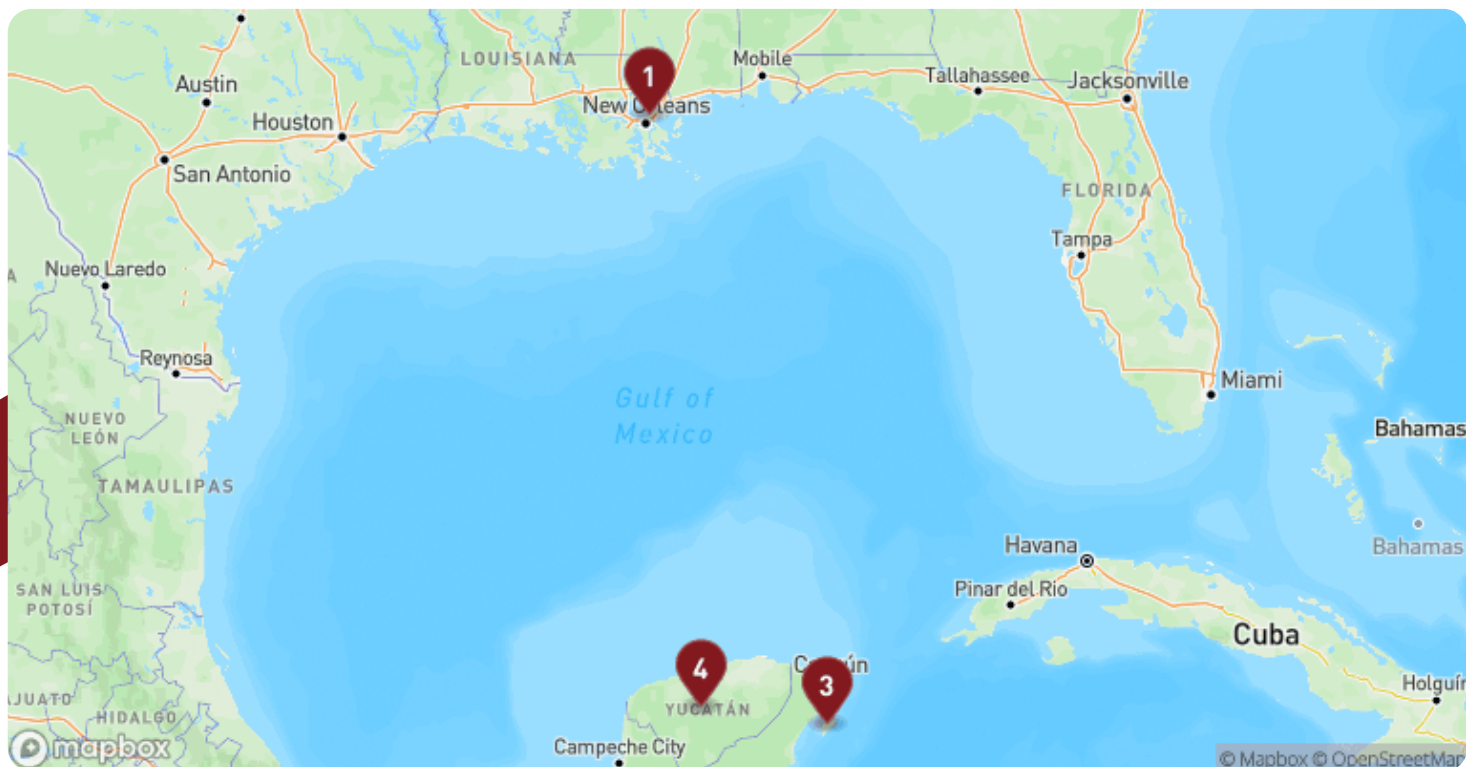 LOUISIANA
Mobile
1
Austin
Tallahassee
Jacksonville
New Orleans
Houston
San Antonio
FLORIDA
Tampa
Nuevo Laredo
Reynosa
Miami
Gulf of
Mexico
NUEVO
LEÓN
Bahamas
TAMAULIPAS
Havana
Bahamas
Pinar del Rio
SAN LUIS
POTOSÍ
Cuba
4
Cancún
3
Holguín
AJUATO
YUCATÁN
HIDALGO
Campeche City
mapbox
© Mapbox © OpenStreetMap